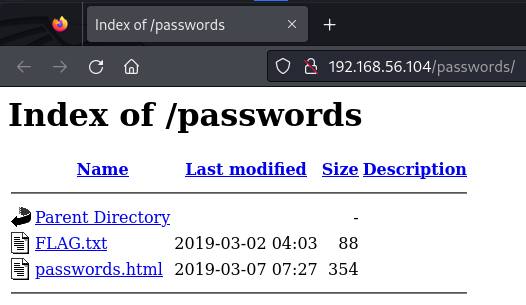 Index of /passwords
192.168.56.104/passwords/
Index of /passwords
Name Last modified Size Description
Parent Directory -
FLAG.txt 2019-03-02 04:03 88
passwords.html 2019-03-07 07:27 354